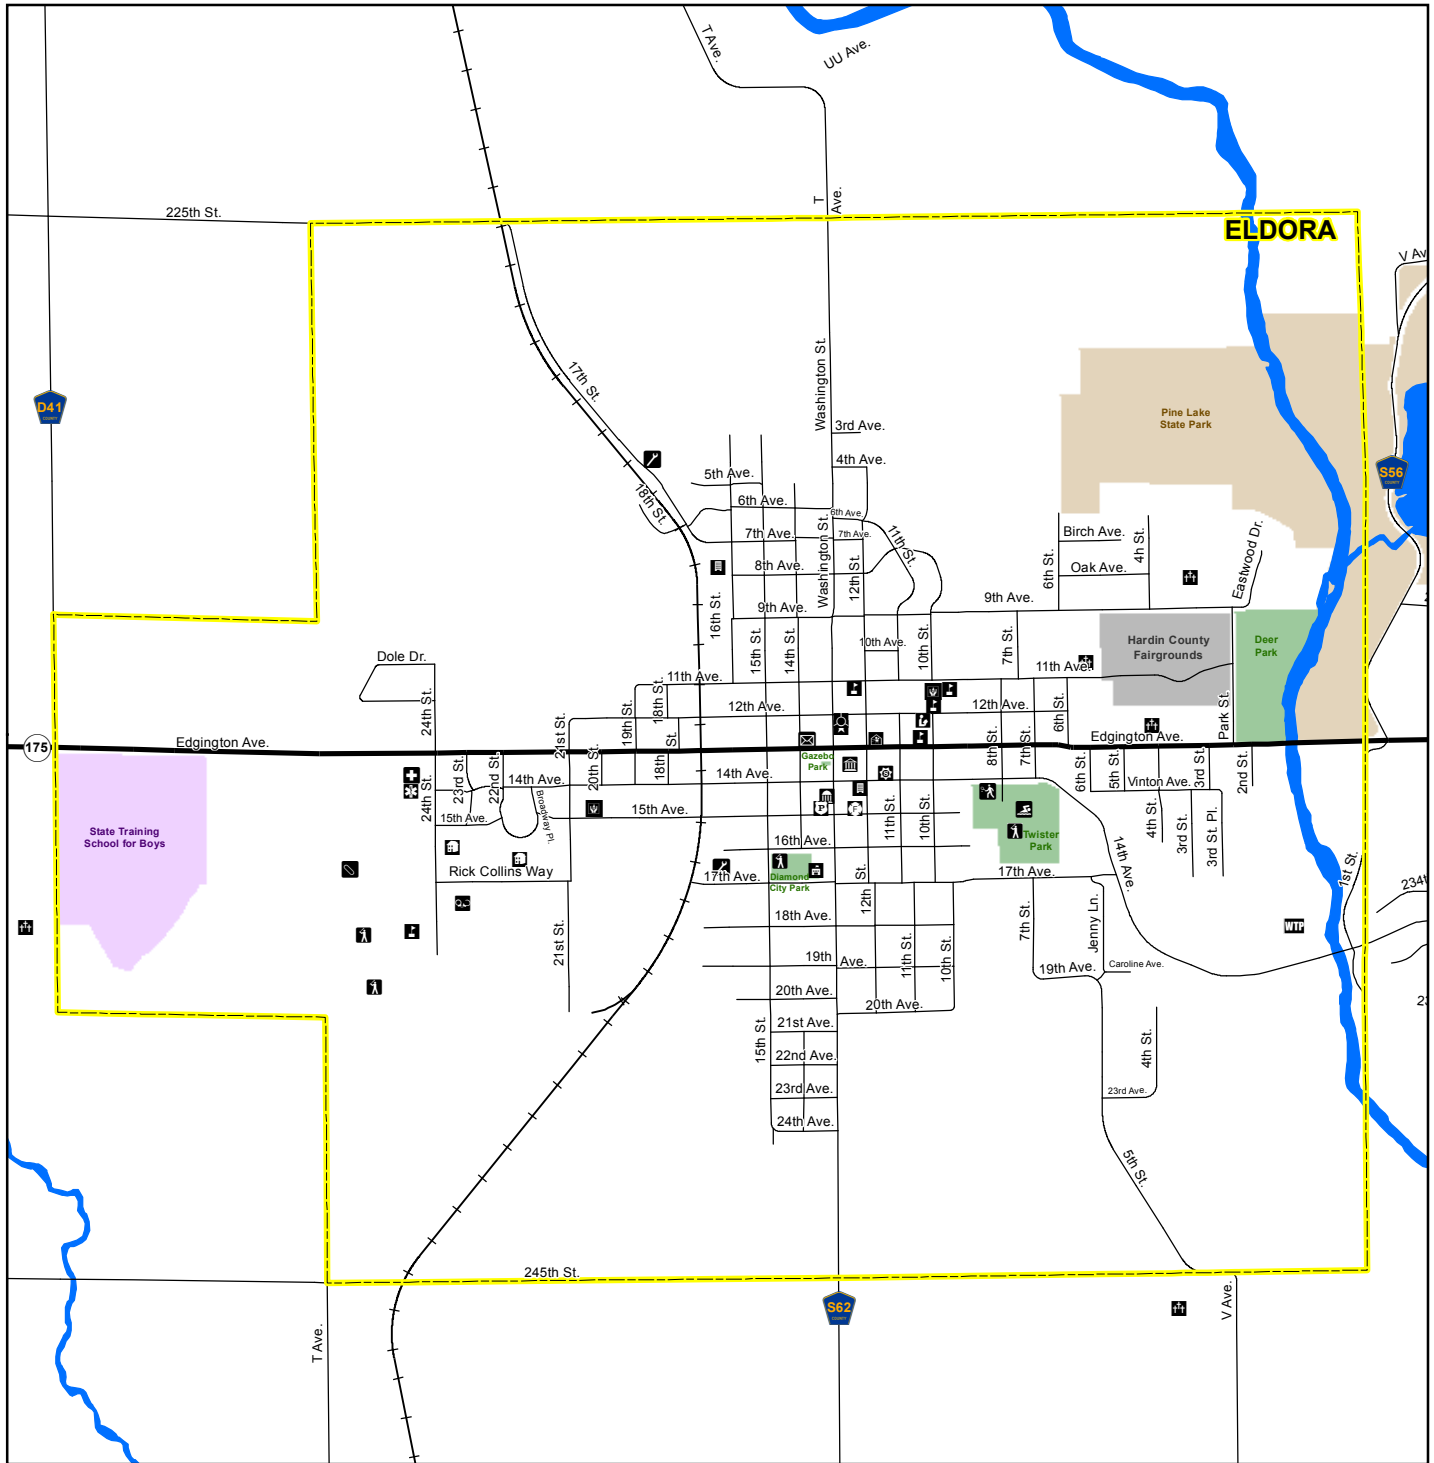 T Ave.
UU Ave.
225th St.
T
Ave.
ELDORA
V Av
17th St.
D41
COUNTY
Washington St.
3rd Ave.
Pine Lake
State Park
4th Ave.
S56
COUNTY
5th Ave.
18th St.
6th Ave.
6th Ave.
Washington St.
7th Ave.
7th Ave.
11th St.
Birch Ave.
4h St.
Eastwood Dr.
8th Ave.
12th St.
6th St.
Oak Ave.
16th St.
9th Ave.
9th Ave.
15th St.
14th St.
10th Ave.
10th St.
7th St.
Hardin County
Fairgrounds
Deer
Park
Dole Dr.
11th Ave.
11th Ave.
24th St.
21st St.
19th St.
18th St.
12th Ave.
12th Ave.
6th St.
Park St.
175
Edgington Ave.
Edgington Ave.
18th
St.
Gazebo
Park
8th St.
7th St.
24th St.
23rd St.
22nd St.
14th Ave.
20th St.
14th Ave.
6th St.
5th St.
Vinton Ave.
3rd St.
2nd St.
15th Ave.
Broadway Pl.
15th Ave.
P
F
11th St.
10th St.
4th St.
3rd St.
3rd St. Pl.
State Training
School for Boys
16th Ave.
Twister
Park
14th Ave.
Rick Collins Way
17th Ave.
Diamond
City Park
17th Ave.
1st St.
234t
12th
St.
18th Ave.
7th St.
Jenny Ln.
WTP
21st St.
19th
Ave.
11th St.
10th St.
19th Ave.
Caroline Ave.
20th Ave.
20th Ave.
23
15th St.
21st Ave.
22nd Ave.
4th St.
23rd Ave.
23rd Ave.
24th Ave.
5th St.
245th St.
T Ave.
S62
COUNTY
V Ave.